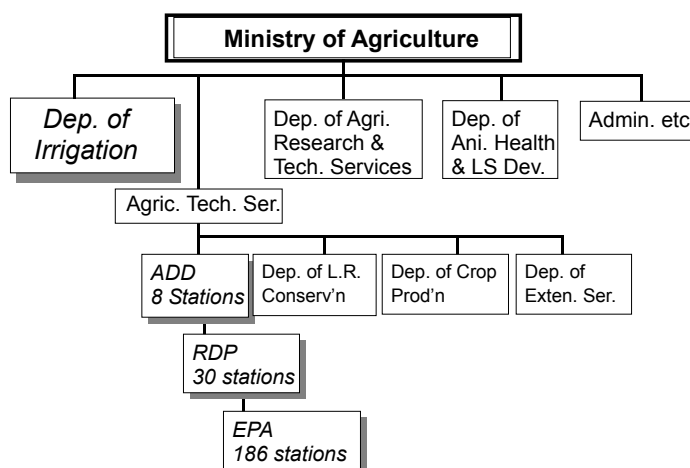 Ministry of Agriculture
Dep. of
Irrigation
Dep. of Agri.
Research &
Tech. Services
Dep. of
Ani. Health
& LS Dev.
Admin. etc
Agric. Tech. Ser.
ADD
8 Stations
Dep. of L.R.
Conserv'n
Dep. of Crop
Prod'n
Dep. of
Exten. Ser.
RDP
30 stations
EPA
186 stations